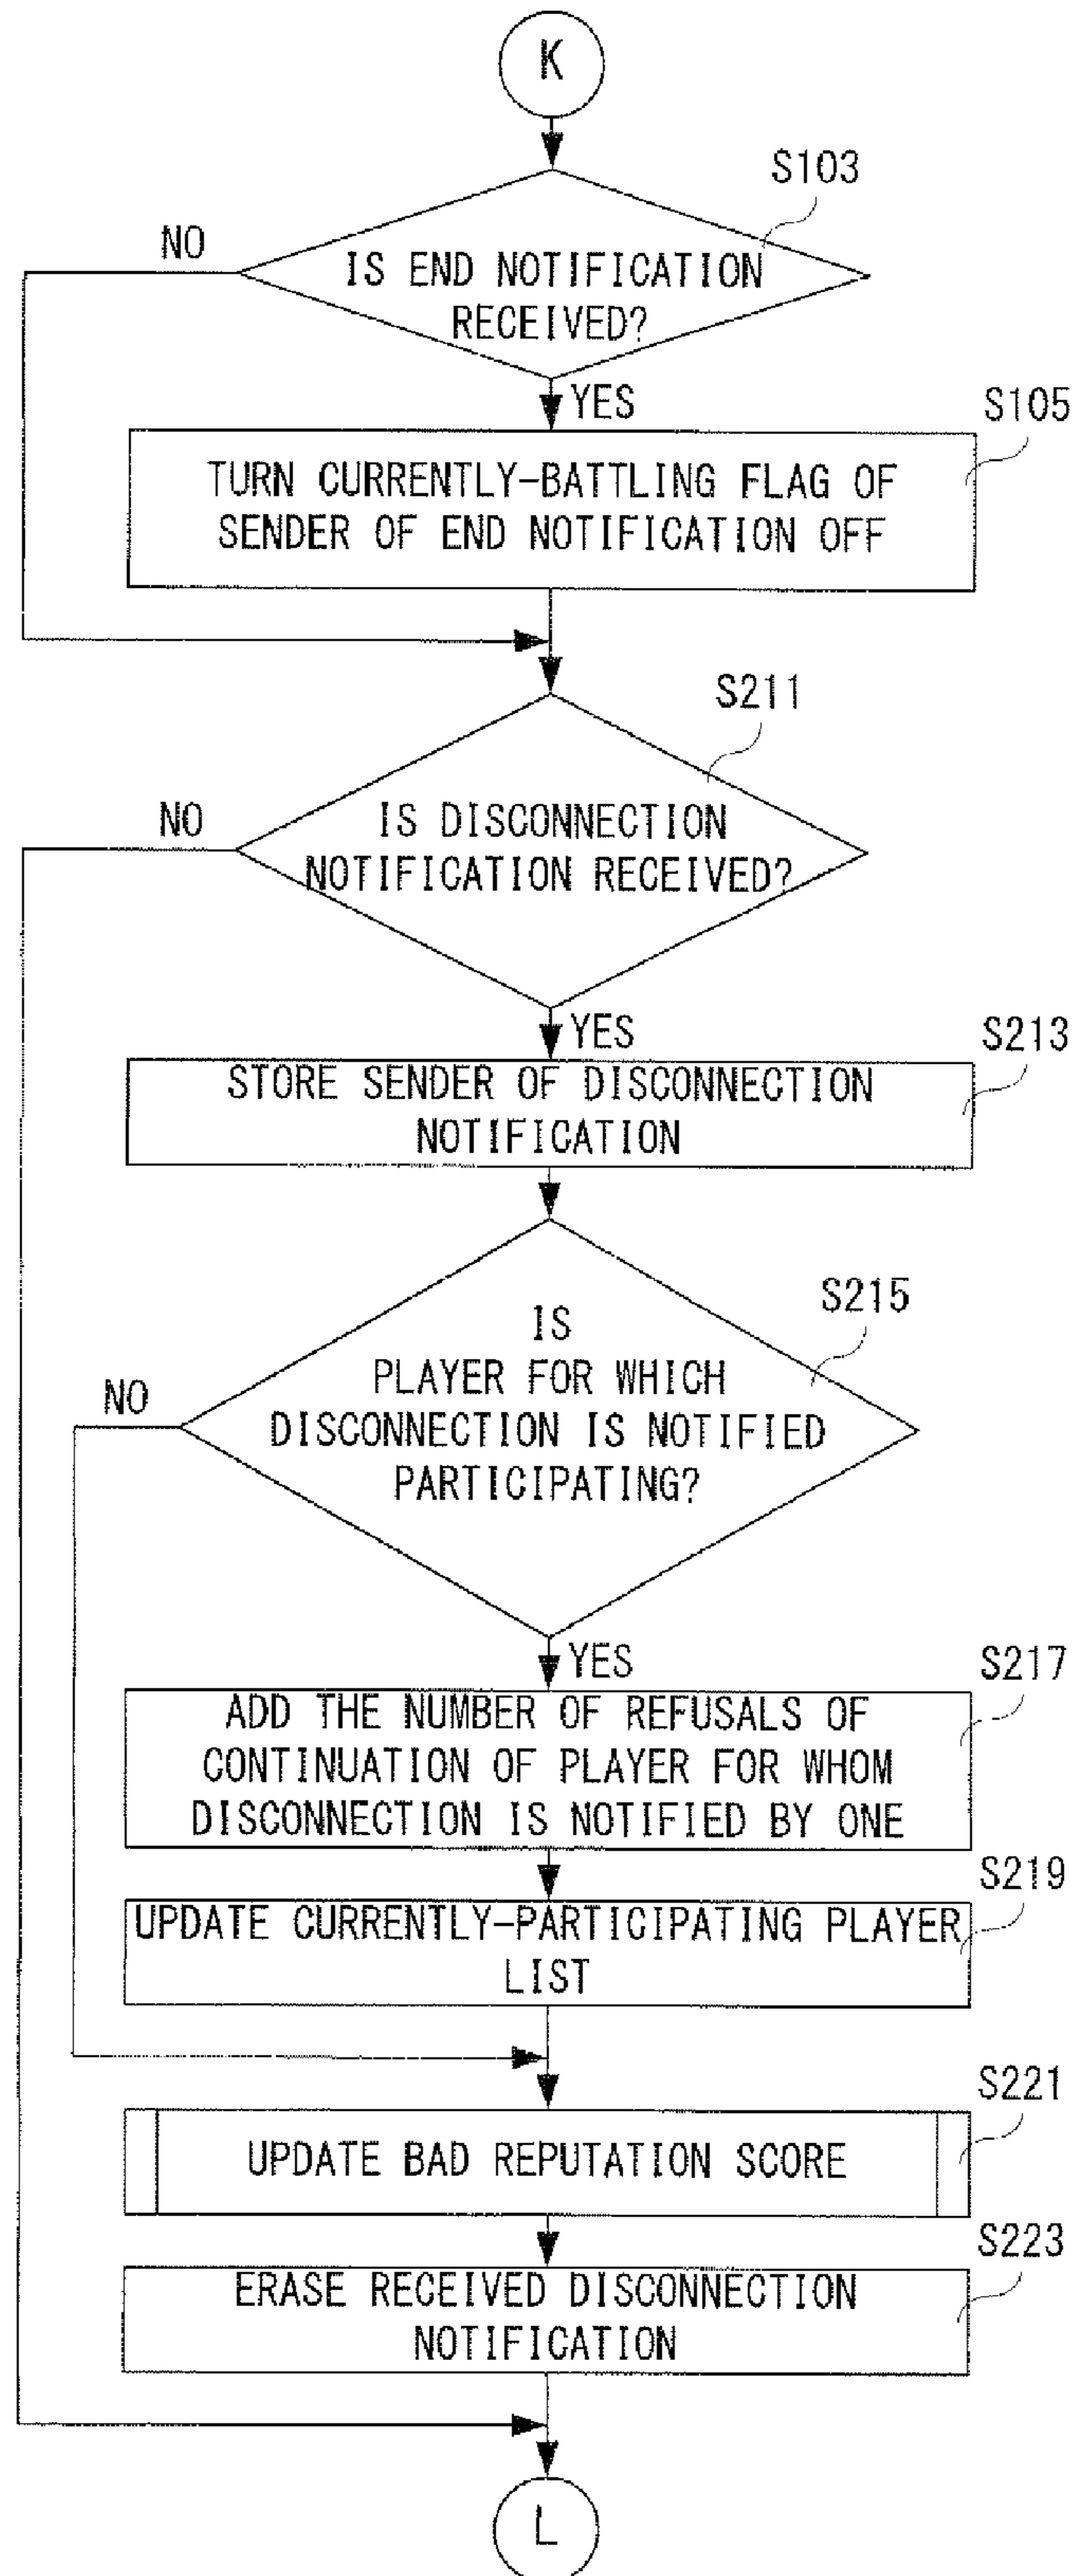 K
S103
NO
IS END NOTIFICATION
RECEIVED?
YES
S105
TURN CURRENTLY-BATTLING FLAG OF
SENDER OF END NOTIFICATION OFF
S211
NO
IS DISCONNECTION
NOTIFICATION RECEIVED?
YES
S213
STORE SENDER OF DISCONNECTION
NOTIFICATION
S215
IS
PLAYER FOR WHICH
NO
DISCONNECTION IS NOTIFIED
PARTICIPATING?
YES
S217
ADD THE NUMBER OF REFUSALS OF
CONTINUATION OF PLAYER FOR WHOM
DISCONNECTION IS NOTIFIED BY ONE
S219
UPDATE CURRENTLY-PARTICIPATING PLAYER
LIST
S221
UPDATE BAD REPUTATION SCORE
S223
ERASE RECEIVED DISCONNECTION
NOTIFICATION
L